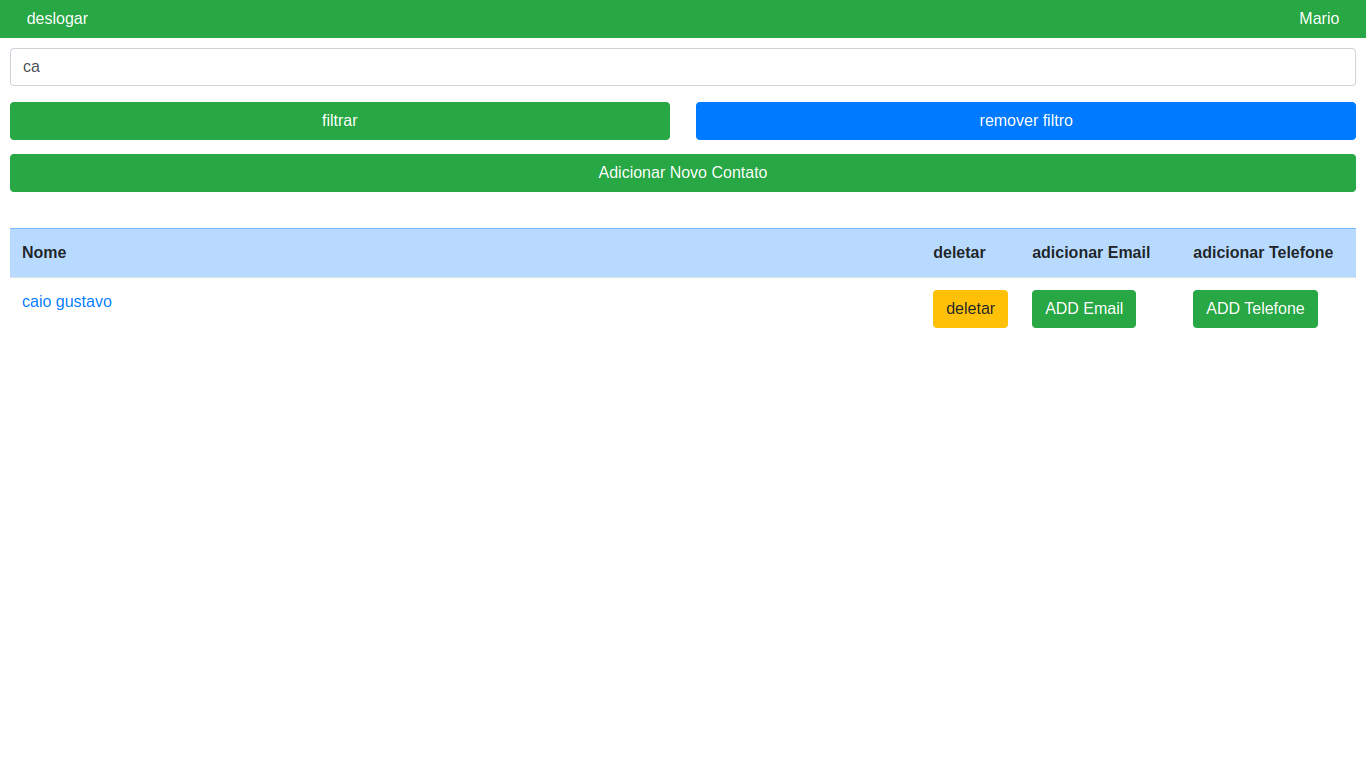 deslogar Mario
ca
filtrar remover filtro
Adicionar Novo Contato
Nome deletar adicionar Email adicionar Telefone
caio gustavo deletar ADD Email ADD Telefone